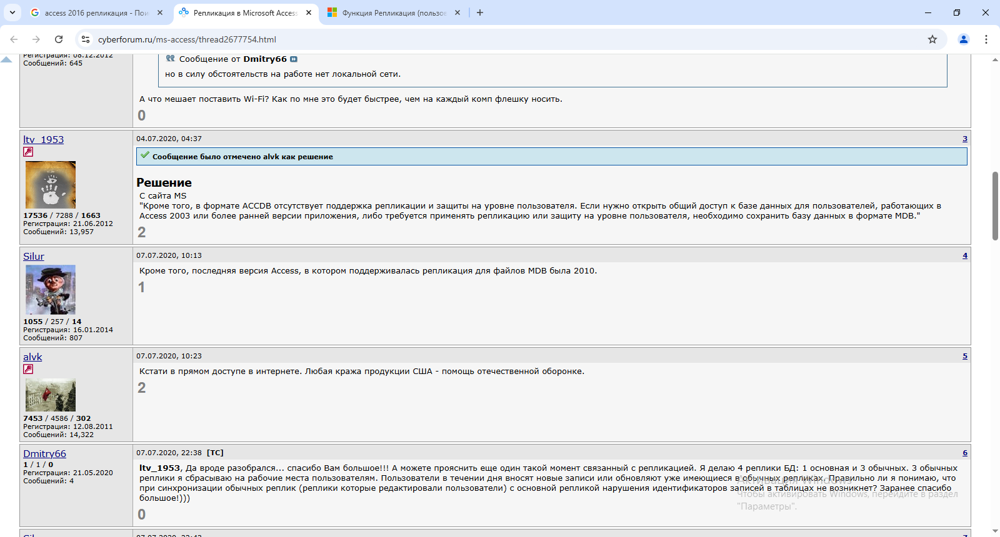 access 2016 репликация - Пои
Репликация в Microsoft Access
Функция Репликация (пользов
cyberforum.ru/ms-access/thread2677754.html
Регистрация: 08.12.2012
Сообщений: 645
Сообщение от Dmitry66
но в силу обстоятельств на работе нет локальной сети.
А что мешает поставить Wi-Fi? Как по мне это будет быстрее, чем на каждый комп флешку носить.
0
ltv_1953
04.07.2020, 04:37
3
Сообщение было отмечено alvk как решение
Решение
С сайта MS
"Кроме того, в формате ACCDB отсутствует поддержка репликации и защиты на уровне пользователя. Если нужно открыть общий доступ к базе данных для пользователей, работающих в
Access 2003 или более ранней версии приложения, либо требуется применять репликацию или защиту на уровне пользователя, необходимо сохранить базу данных в формате MDB."
17536 / 7288 / 1663
Регистрация: 21.06.2012
Сообщений: 13,957
2
Silur
07.07.2020, 10:13
4
Кроме того, последняя версия Access, в котором поддерживалась репликация для файлов MDB была 2010.
1
1055 / 257 / 14
Регистрация: 16.01.2014
Сообщений: 807
alvk
07.07.2020, 10:23
5
Кстати в прямом доступе в интернете. Любая кража продукции США - помощь отечественной оборонке.
2
7453 / 4586 / 302
Регистрация: 12.08.2011
Сообщений: 14,322
Dmitry66
07.07.2020, 22:38 [ТС]
6
1 / 1 / 0
Регистрация: 21.05.2020
Сообщений: 4
ltv_1953, Да вроде разобрался... спасибо Вам большое!!! А можете прояснить еще один такой момент связанный с репликацией. Я делаю 4 реплики БД: 1 основная и 3 обычных. 3 обычных
реплики я сбрасываю на рабочие места пользователям. Пользователи в течении дня вносят новые записи или обновляют уже имеющиеся в обычных репликах. Правильно ли я понимаю, что
при синхронизации обычных реплик (реплики которые редактировали пользователи) с основной репликой нарушения идентификаторов записей в таблицах не возникнет? Заранее спасибо
большое!)))
0
Активация Windows
Чтобы активировать Windows, перейдите в раздел
"Параметры".